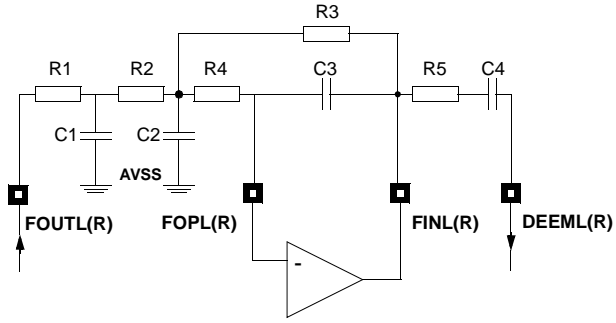 R3
R1 R2 R4 C3 R5 C4
C1 C2
AVSS
FOUTL(R) FOPL(R) FINL(R) DEEML(R)
-